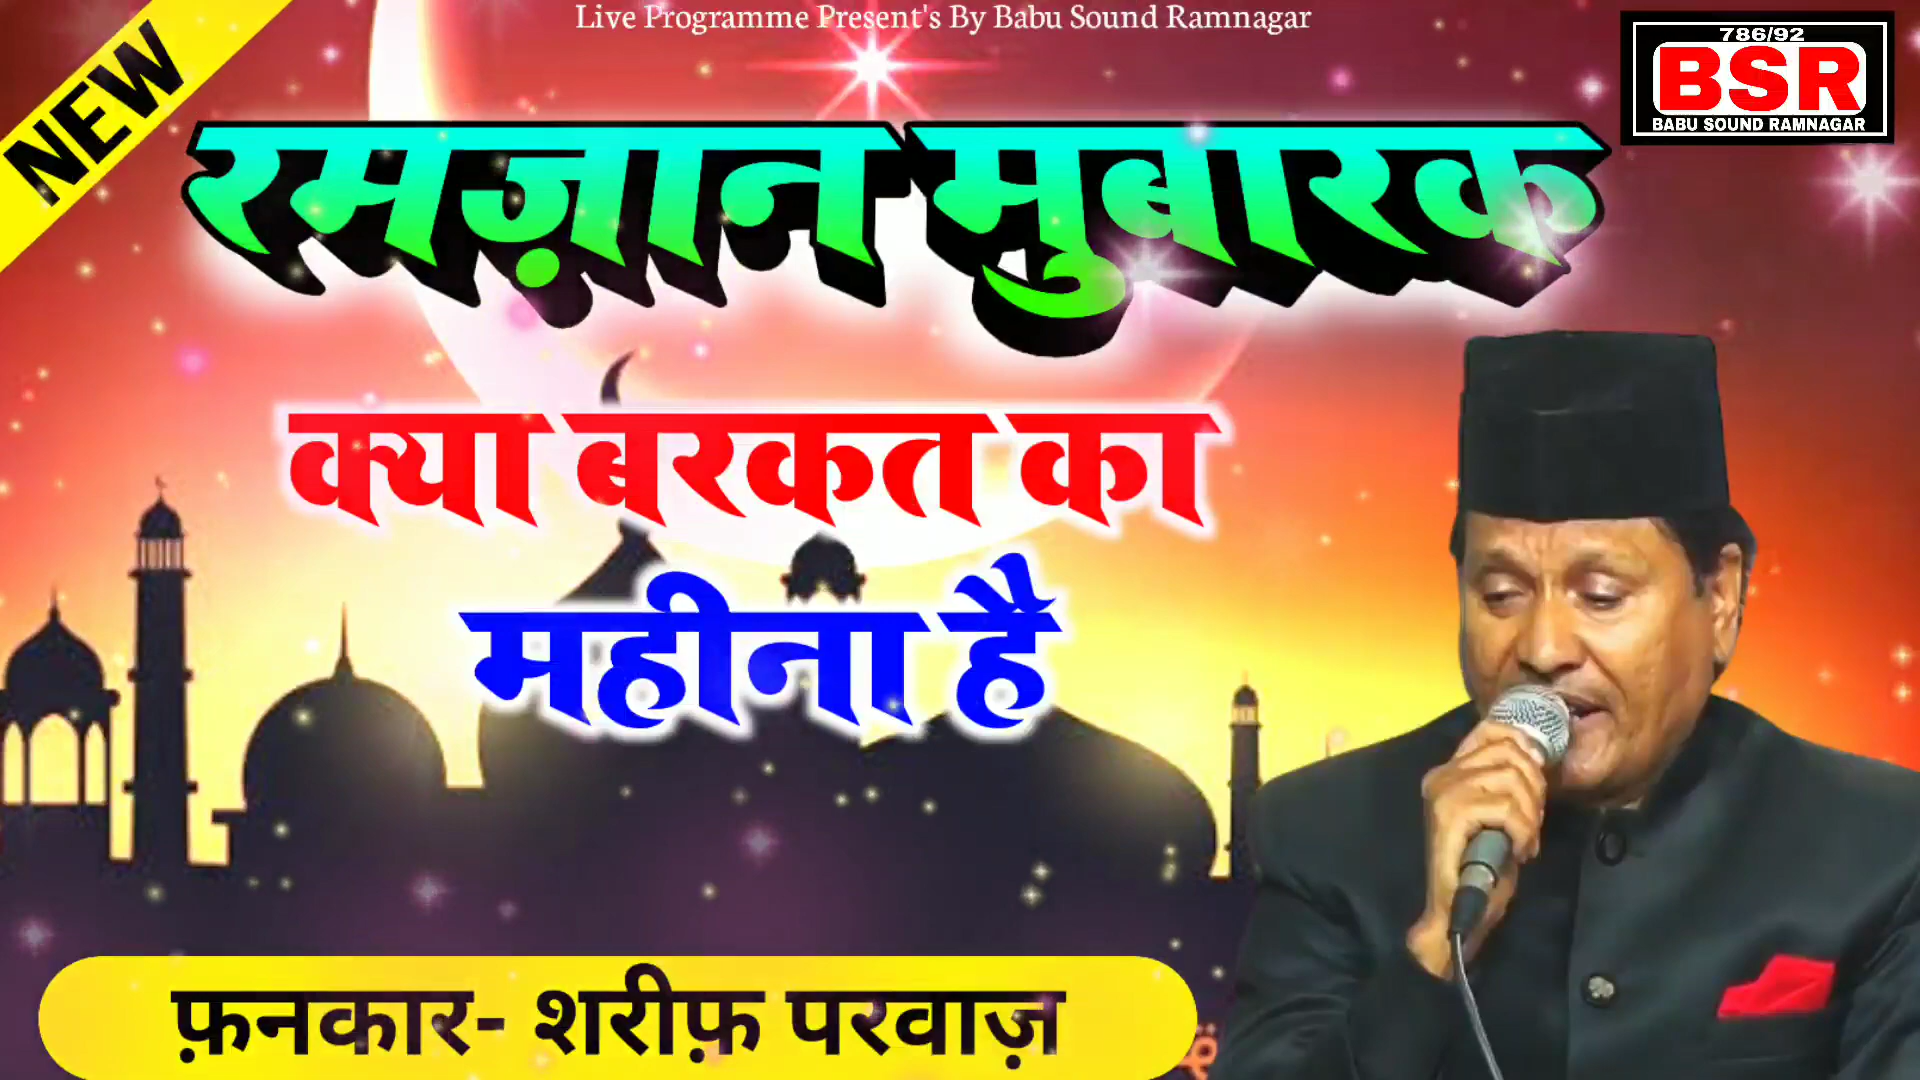 Live Programme Present's By Babu Sound Ramnagar
NEW
786/92
BSR
BABU SOUND RAMNAGAR
रमज़ान मुबारक
क्या बरकत का
महीना है
फ़नकार- शरीफ़ परवाज़